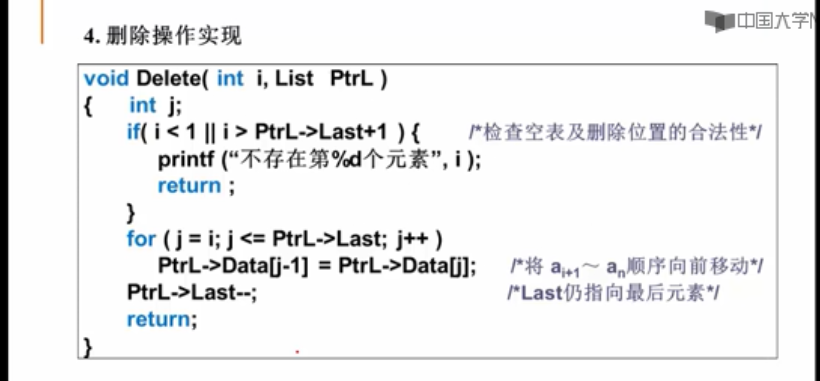 中国大学M
4. 删除操作实现
void Delete( int i, List PtrL )
{ int j;
if( i < 1 || i > PtrL->Last+1 ) { /*检查空表及删除位置的合法性*/
printf (“不存在第%d个元素”, i );
return ;
}
for ( j = i; j <= PtrL->Last; j++ )
PtrL->Data[j-1] = PtrL->Data[j]; /*将 ai+1～ an顺序向前移动*/
PtrL->Last--; /*Last仍指向最后元素*/
return;
}